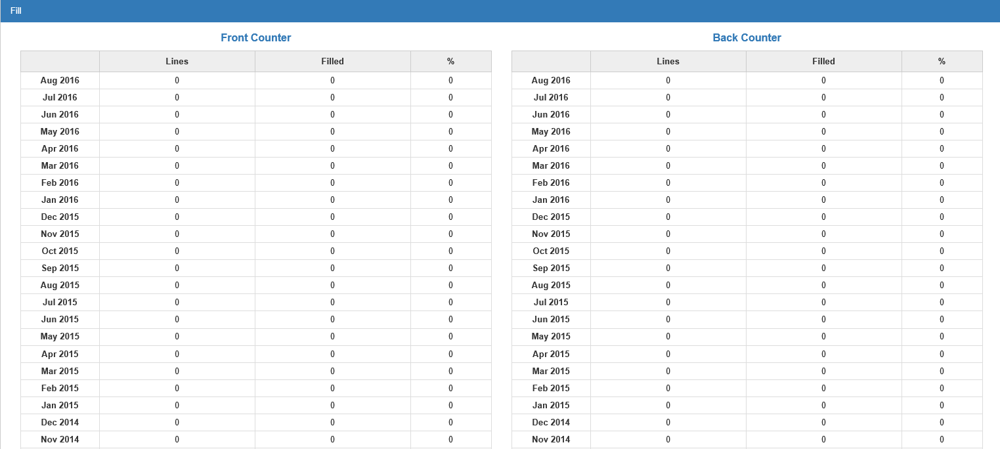 Fill
Front Counter Back Counter
Lines Filled % Lines Filled %
Aug 2016 0 0 0 Aug 2016 0 0 0
Jul 2016 0 0 0 Jul 2016 0 0 0
Jun 2016 0 0 0 Jun 2016 0 0 0
May 2016 0 0 0 May 2016 0 0 0
Apr 2016 0 0 0 Apr 2016 0 0 0
Mar 2016 0 0 0 Mar 2016 0 0 0
Feb 2016 0 0 0 Feb 2016 0 0 0
Jan 2016 0 0 0 Jan 2016 0 0 0
Dec 2015 0 0 0 Dec 2015 0 0 0
Nov 2015 0 0 0 Nov 2015 0 0 0
Oct 2015 0 0 0 Oct 2015 0 0 0
Sep 2015 0 0 0 Sep 2015 0 0 0
Aug 2015 0 0 0 Aug 2015 0 0 0
Jul 2015 0 0 0 Jul 2015 0 0 0
Jun 2015 0 0 0 Jun 2015 0 0 0
May 2015 0 0 0 May 2015 0 0 0
Apr 2015 0 0 0 Apr 2015 0 0 0
Mar 2015 0 0 0 Mar 2015 0 0 0
Feb 2015 0 0 0 Feb 2015 0 0 0
Jan 2015 0 0 0 Jan 2015 0 0 0
Dec 2014 0 0 0 Dec 2014 0 0 0
Nov 2014 0 0 0 Nov 2014 0 0 0